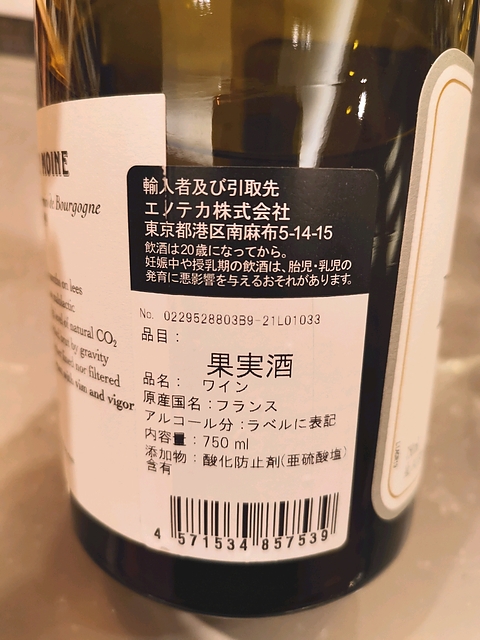 MOINE
de Bourgogne
on lees
of natural CO₂
by gravity
nor filtered
vim and vigor
輸入者及び引取先
エノテカ株式会社
東京都港区南麻布5-14-15
飲酒は20歳になってから。
妊娠中や授乳期の飲酒は、胎児・乳児の
発育に悪影響を与えるおそれがあります。
No. 0229528803B9-21L01033
品目：
果実酒
品名： ワイン
原産国名：フランス
アルコール分：ラベルに表記
内容量：750 ml
添加物：酸化防止剤(亜硫酸塩)
含有
4 571534 857539